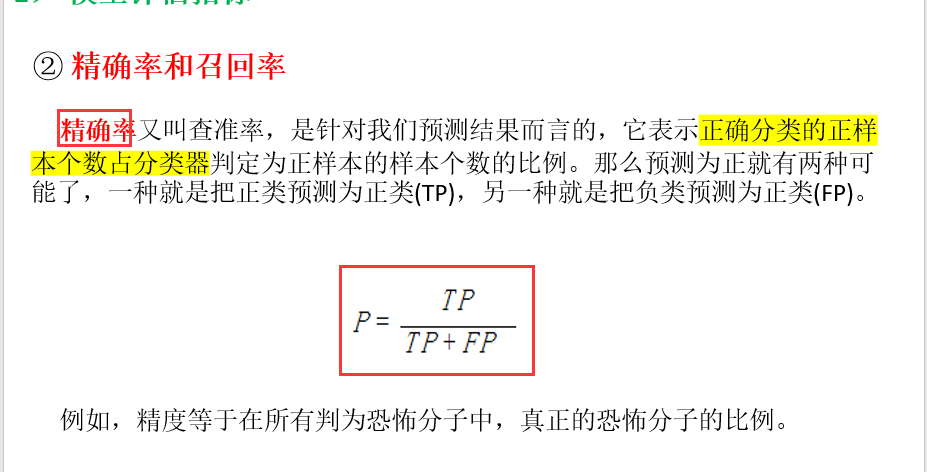 ② 精确率和召回率
精确率又叫查准率，是针对我们预测结果而言的，它表示正确分类的正样
本个数占分类器判定为正样本的样本个数的比例。那么预测为正就有两种可
能了，一种就是把正类预测为正类(TP)，另一种就是把负类预测为正类(FP)。
P = TP
TP + FP
例如，精度等于在所有判为恐怖分子中，真正的恐怖分子的比例。